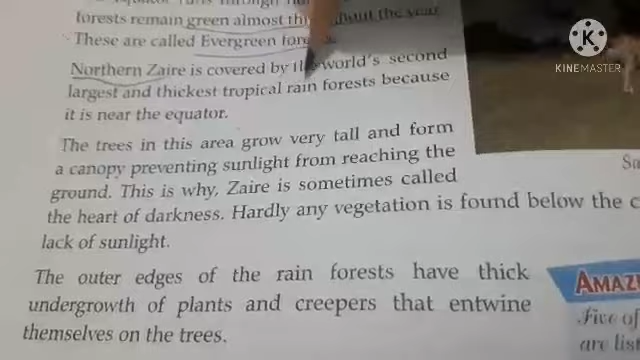 forests remain green almost the year
These are called Evergreen
Northern Zaire is covered by world's second
largest and thickest tropical rain forests because
it is near the equator.
The trees in this area grow very tall and form
a canopy preventing sunlight from reaching the
ground. This is why, Zaire is sometimes called
the heart of darkness. Hardly any vegetation is found below the
lack of sunlight.
The outer edges of the rain forests have thick
undergrowth of plants and creepers that entwine
themselves on the trees.
KINEMASTER
Five of
are